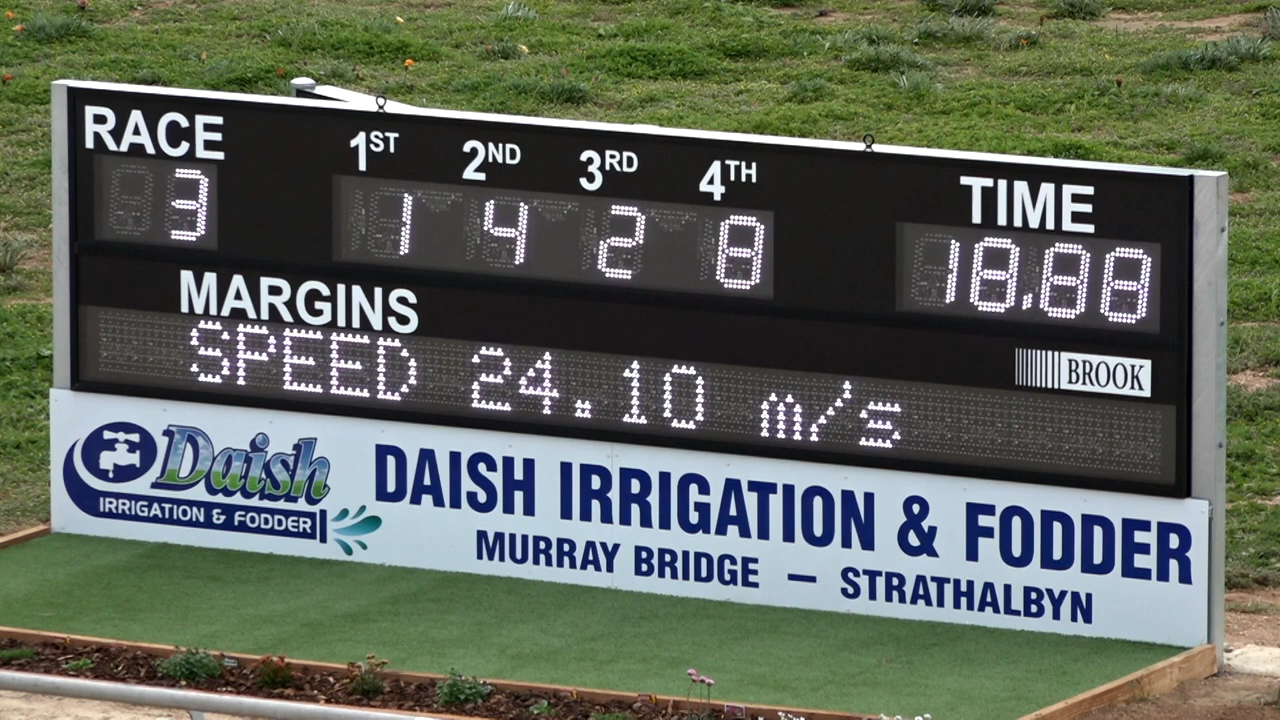 RACE 1ST 2ND 3RD 4TH TIME
3 1 4 2 8 18.88
MARGINS
SPEED 24.10 m/s
BROOK
Daish
IRRIGATION & FODDER
DAISH IRRIGATION & FODDER
MURRAY BRIDGE – STRATHALBYN